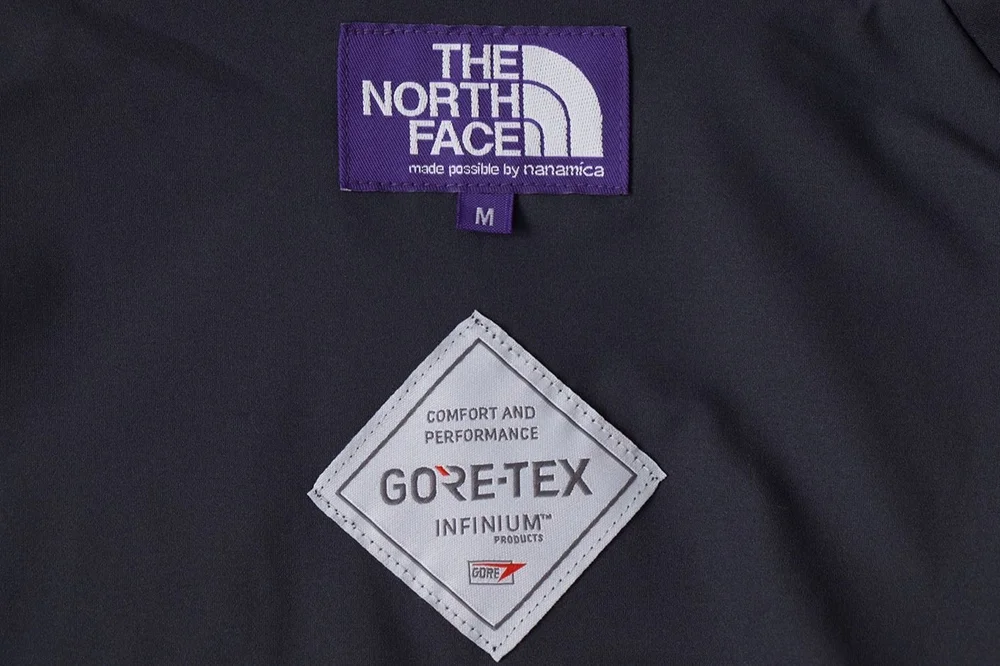 THE
NORTH
FACE
made possible by nanamica
M
COMFORT AND
PERFORMANCE
GORE-TEX
INFINIUM™
PRODUCTS
GORE